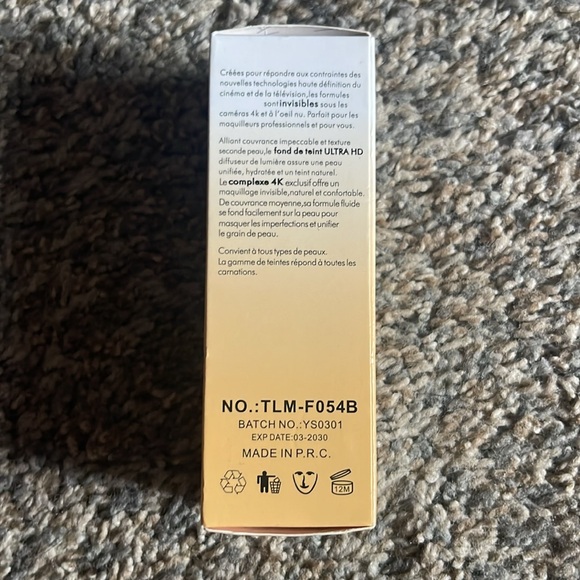 Créées pour répondre aux contraintes des
nouvelles technologies haute définition du
cinéma et de la télévision, les formules
sont invisibles sous les
caméras 4k et à l'oeil nu. Parfait pour les
maquilleurs professionnels et pour vous.
Alliant couvrance impeccable et texture
seconde peau,le fond de teint ULTRA HD
diffuseur de lumière assure une peau
unifiée, hydratée et un teint naturel.
Le complexe 4K exclusif offre un
maquillage invisible,naturel et confortable.
De couvrance moyenne,sa formule fluide
se fond facilement sur la peau pour
masquer les imperfections et unifier
le grain de peau.
Convient à tous types de peaux.
La gamme de teintes répond à toutes les
carnations.
NO.:TLM-F054B
BATCH NO.:YS0301
EXP DATE:03-2030
MADE IN P.R.C.
12M